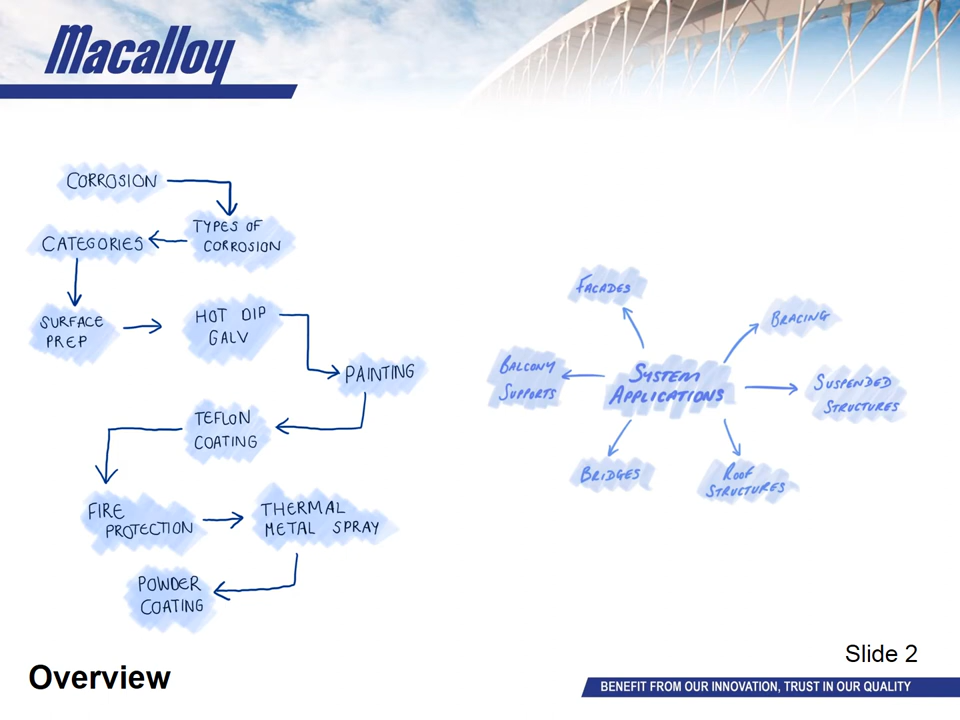 Macalloy
CORROSION
TYPES OF
CORROSION
CATEGORIES
SURFACE
PREP
HOT DIP
GALV
PAINTING
TEFLON
COATING
FIRE
PROTECTION
THERMAL
METAL SPRAY
POWDER
COATING
FACADES
BRACING
BALCONY
SUPPORTS
SYSTEM
APPLICATIONS
SUSPENDED
STRUCTURES
BRIDGES
ROOF
STRUCTURES
Slide 2
Overview
BENEFIT FROM OUR INNOVATION, TRUST IN OUR QUALITY